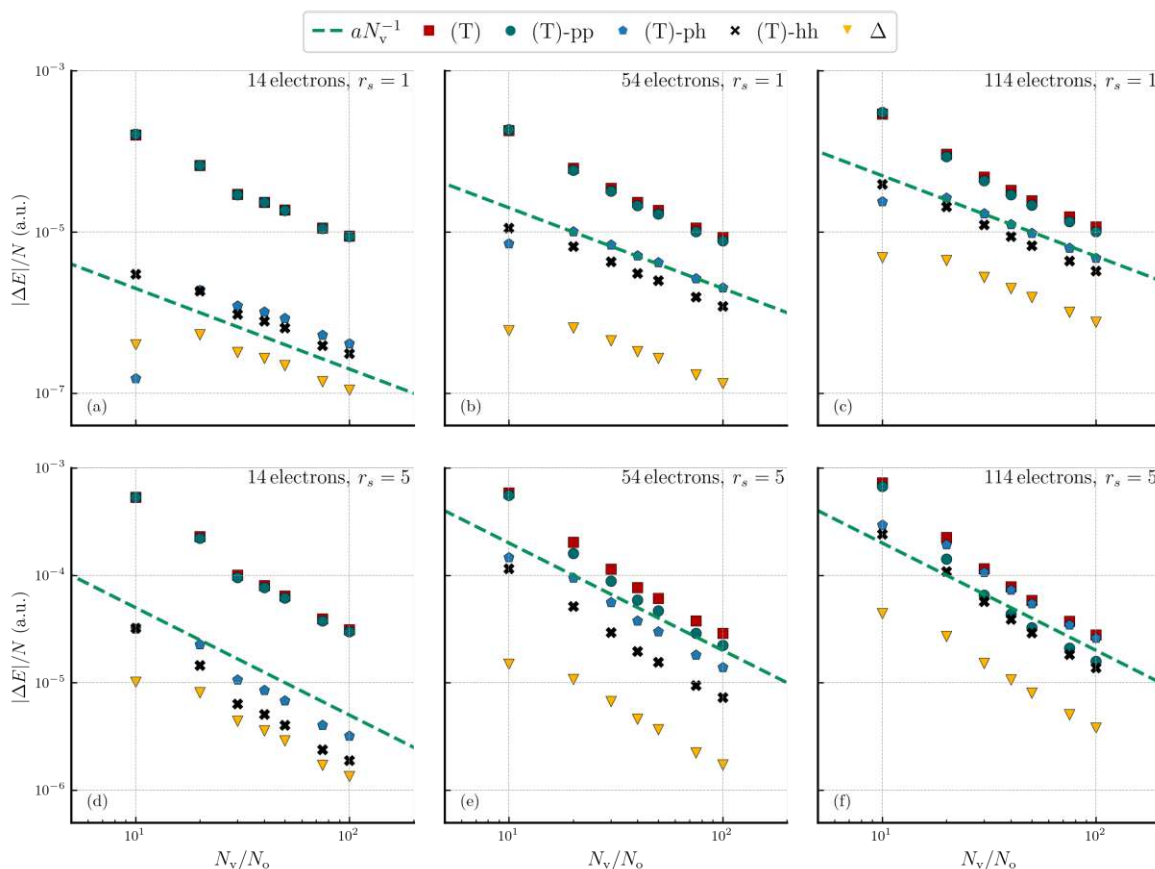 aN_v^{-1} (T) (T)-pp (T)-ph (T)-hh Δ
10^{-3}
10^{-5}
10^{-7}
|ΔE|/N (a.u.)
14 electrons, r_s = 1
(a)
54 electrons, r_s = 1
(b)
114 electrons, r_s = 1
(c)
10^{-3}
10^{-4}
10^{-5}
10^{-6}
|ΔE|/N (a.u.)
14 electrons, r_s = 5
(d)
54 electrons, r_s = 5
(e)
114 electrons, r_s = 5
(f)
10^1 10^2 10^1 10^2 10^1 10^2
N_v/N_o N_v/N_o N_v/N_o